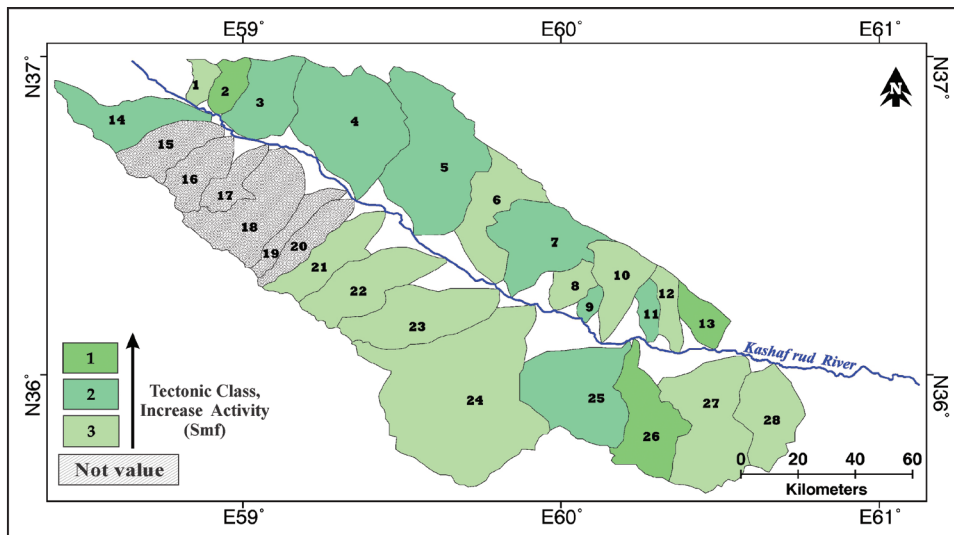 E59° E60° E61°
N37° N37°
N
1 2 3 4 5 6 7 8 9 10 11 12 13
14 15 16 17 18 19 20 21 22 23 24 25 26 27 28
Kashaf rud River
1
2
3
Tectonic Class,
Increase Activity
(Smf)
Not value
N36° N36°
0 20 40 60
Kilometers
E59° E60° E61°